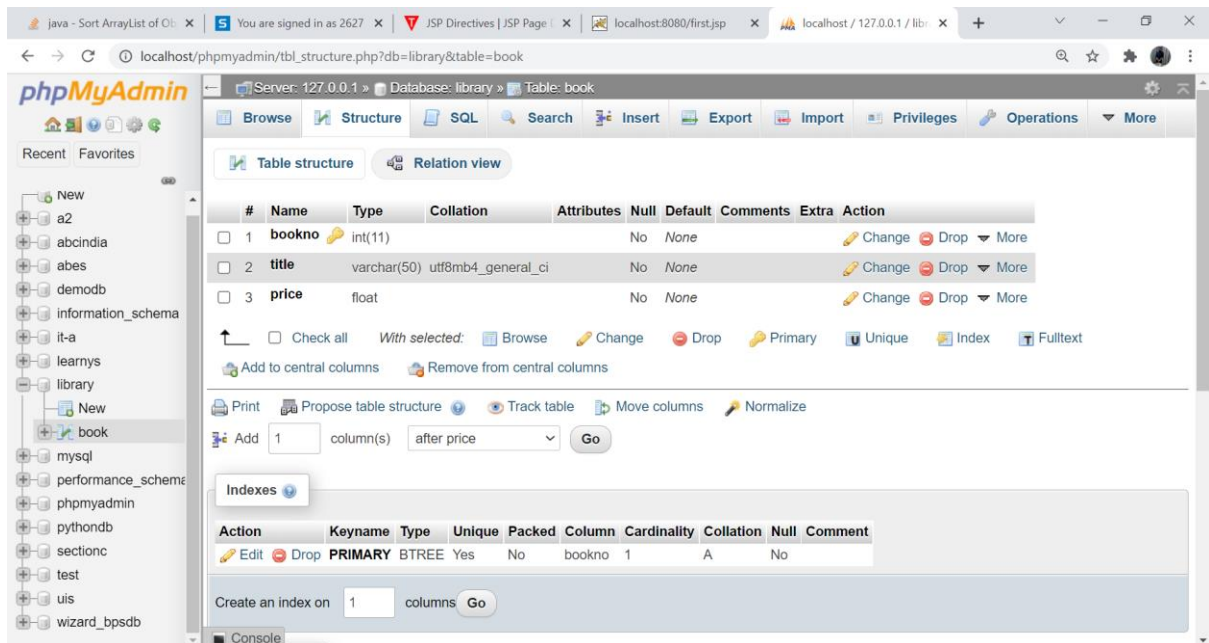 java - Sort ArrayList of Ob
You are signed in as 2627
JSP Directives | JSP Page D
localhost:8080/first.jsp
localhost / 127.0.0.1 / libr
localhost/phpmyadmin/tbl_structure.php?db=library&table=book
phpMyAdmin
Recent Favorites
New
a2
abcindia
abes
demodb
information_schema
it-a
learnys
library
New
book
mysql
performance_schema
phpmyadmin
pythondb
sectionc
test
uis
wizard_bpsdb
Server: 127.0.0.1 » Database: library » Table: book
Browse Structure SQL Search Insert Export Import Privileges Operations More
Table structure Relation view
# Name Type Collation Attributes Null Default Comments Extra Action
1 bookno int(11) No None Change Drop More
2 title varchar(50) utf8mb4_general_ci No None Change Drop More
3 price float No None Change Drop More
Check all With selected: Browse Change Drop Primary Unique Index Fulltext
Add to central columns Remove from central columns
Print Propose table structure Track table Move columns Normalize
Add 1 column(s) after price Go
Indexes
Action Keyname Type Unique Packed Column Cardinality Collation Null Comment
Edit Drop PRIMARY BTREE Yes No bookno 1 A No
Create an index on 1 columns Go
Console